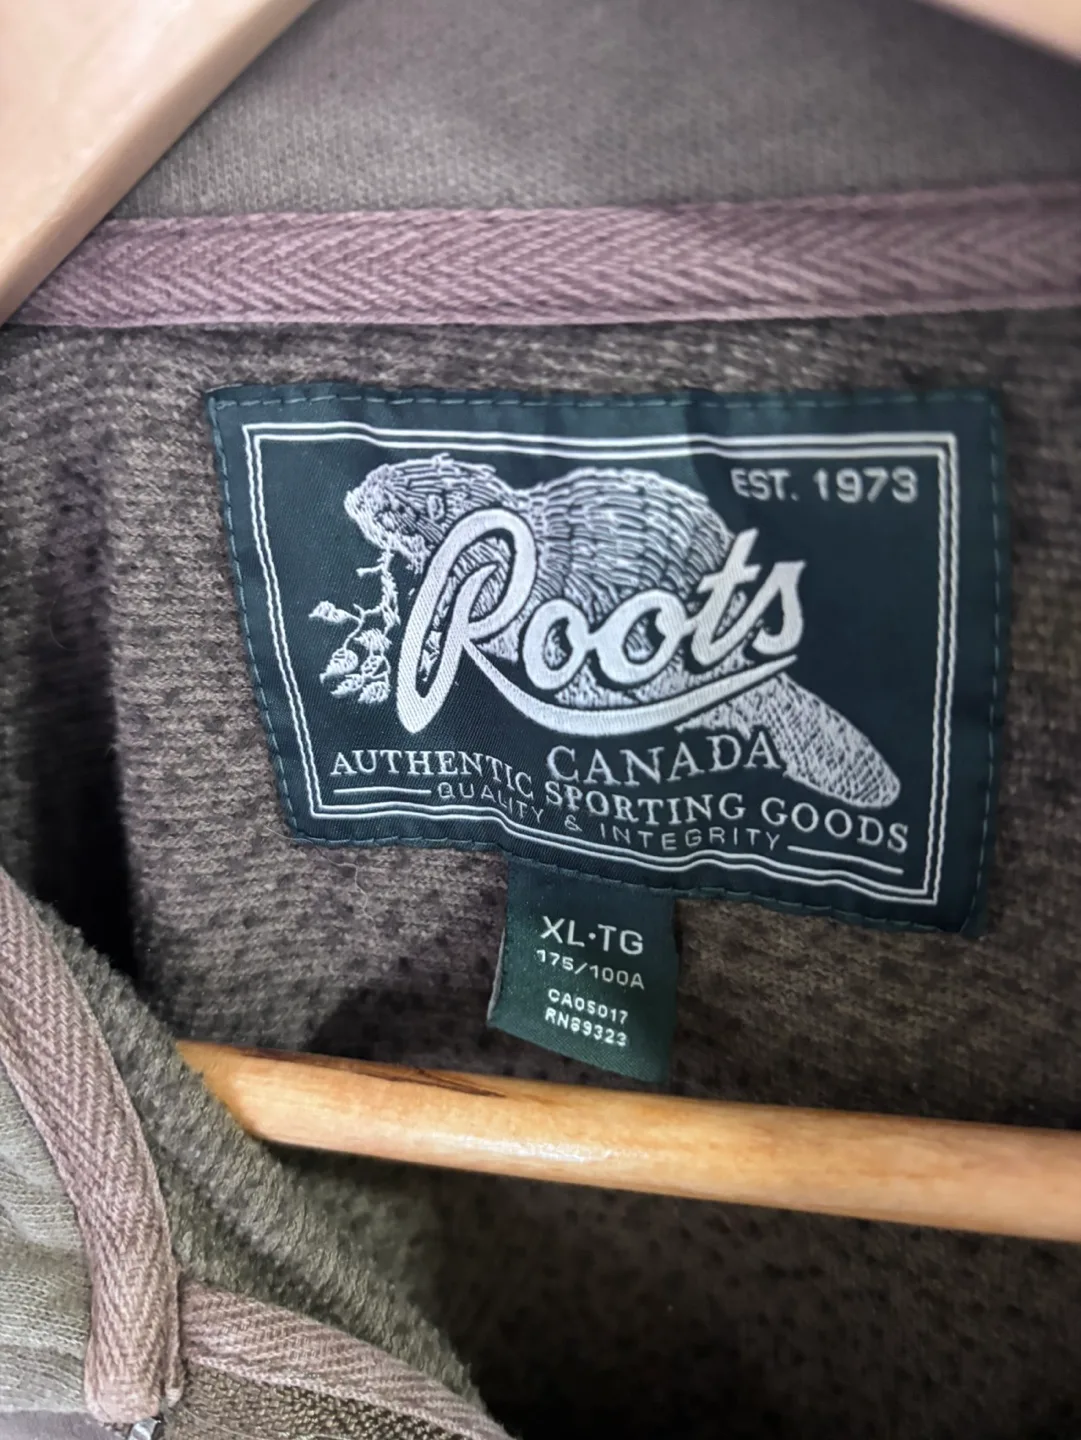 EST. 1973
Roots
CANADA
AUTHENTIC SPORTING GOODS
QUALITY & INTEGRITY
XL·TG
175/100A
CA05017
RN69323